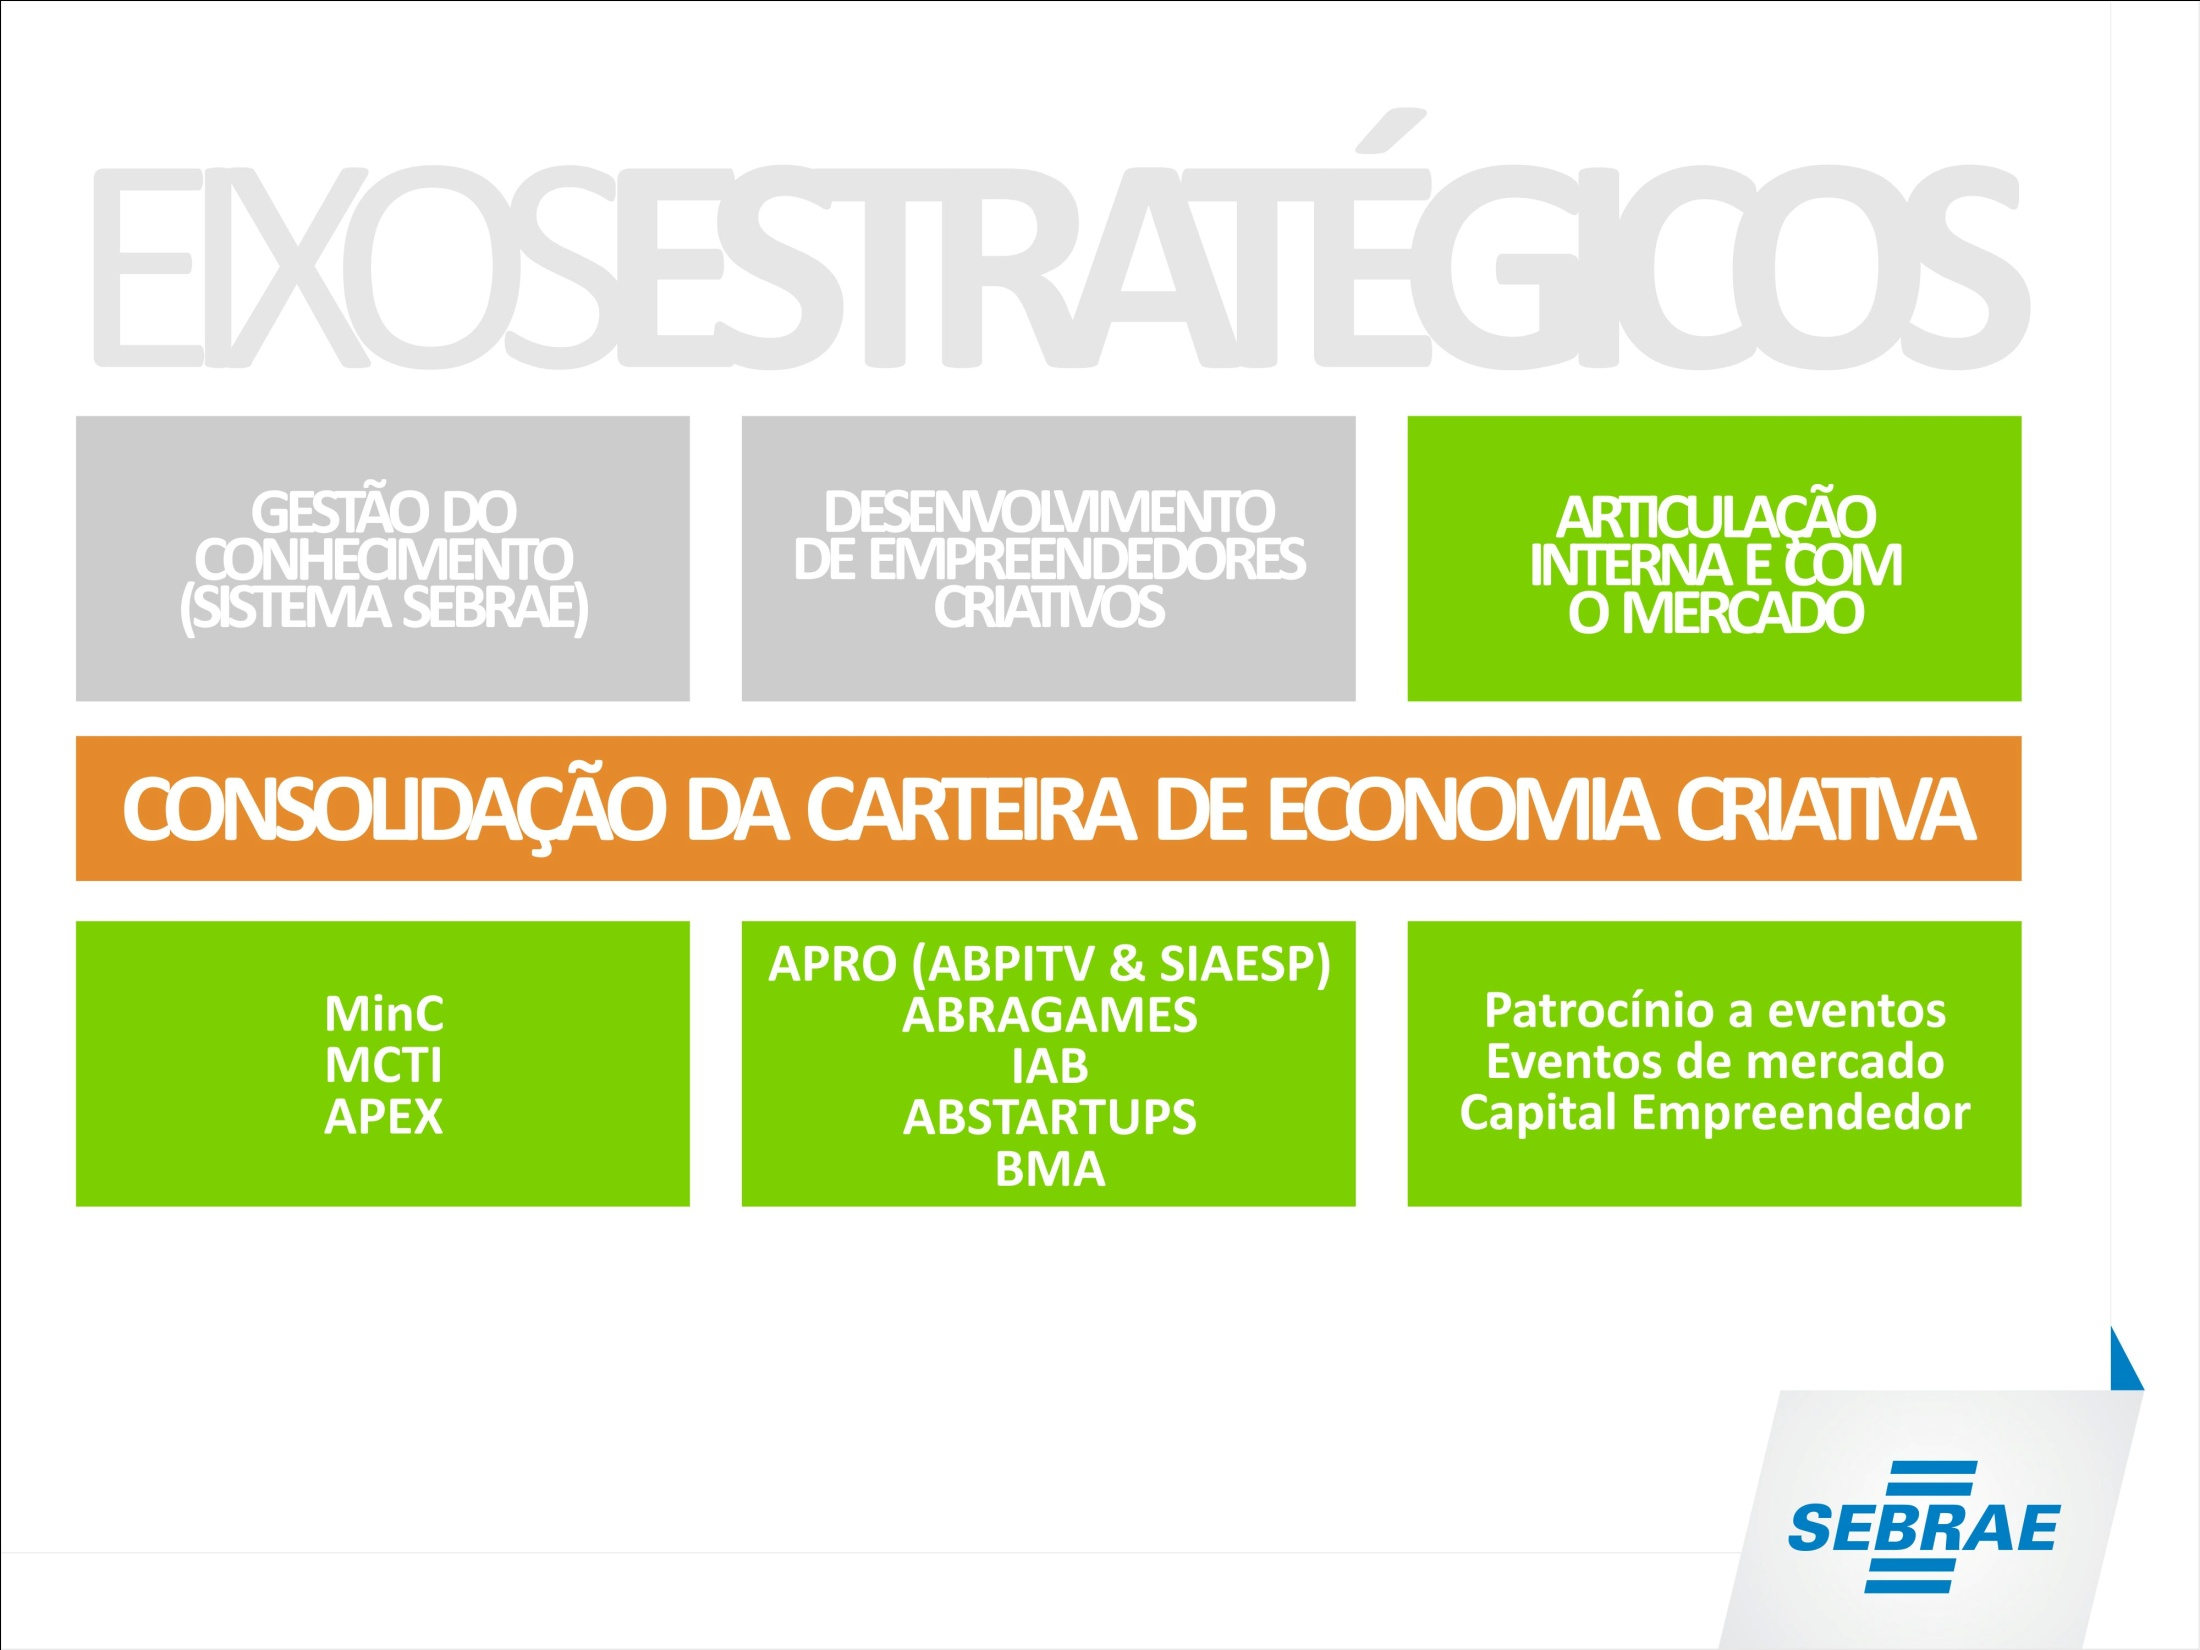 EIXOSESTRATÉGICOS
GESTÃO DO
CONHECIMENTO
(SISTEMA SEBRAE)
DESENVOLVIMENTO
DE EMPREENDEDORES
CRIATIVOS
ARTICULAÇÃO
INTERNA E COM
O MERCADO
CONSOLIDAÇÃO DA CARTEIRA DE ECONOMIA CRIATIVA
MinC
MCTI
APEX
APRO (ABPITV & SIAESP)
ABRAGAMES
IAB
ABSTARTUPS
BMA
Patrocínio a eventos
Eventos de mercado
Capital Empreendedor
SEBRAE